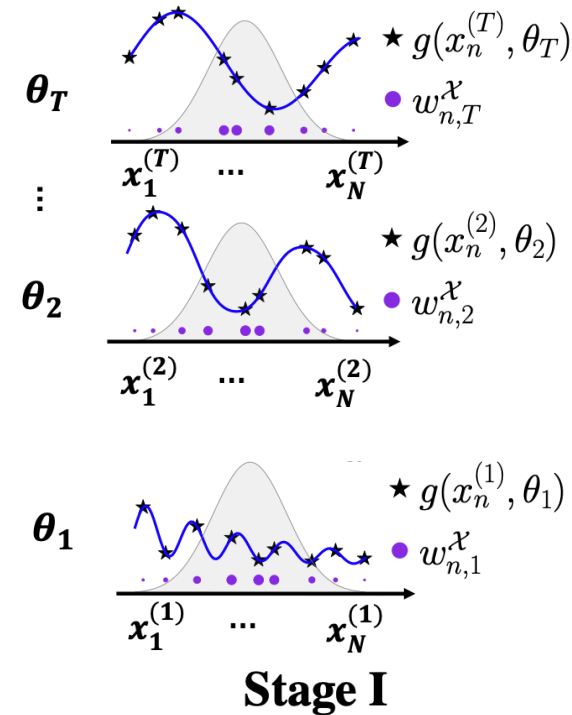 θ_T
★ g(x_n^{(T)}, θ_T)
● w_{n,T}^𝒳
x_1^{(T)} ... x_N^{(T)}
⋮
θ_2
★ g(x_n^{(2)}, θ_2)
● w_{n,2}^𝒳
x_1^{(2)} ... x_N^{(2)}
θ_1
★ g(x_n^{(1)}, θ_1)
● w_{n,1}^𝒳
x_1^{(1)} ... x_N^{(1)}
Stage I